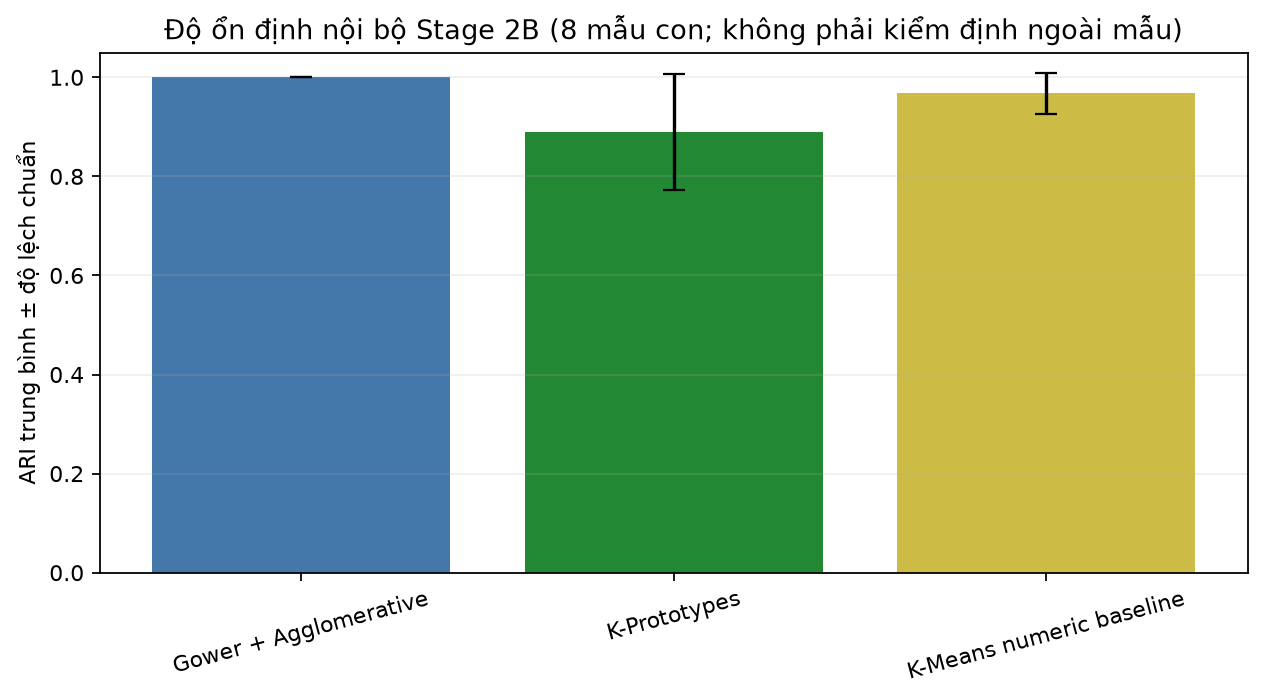 Độ ổn định nội bộ Stage 2B (8 mẫu con; không phải kiểm định ngoài mẫu)
ARI trung bình ± độ lệch chuẩn
1.0
0.8
0.6
0.4
0.2
0.0
Gower + Agglomerative
K-Prototypes
K-Means numeric baseline